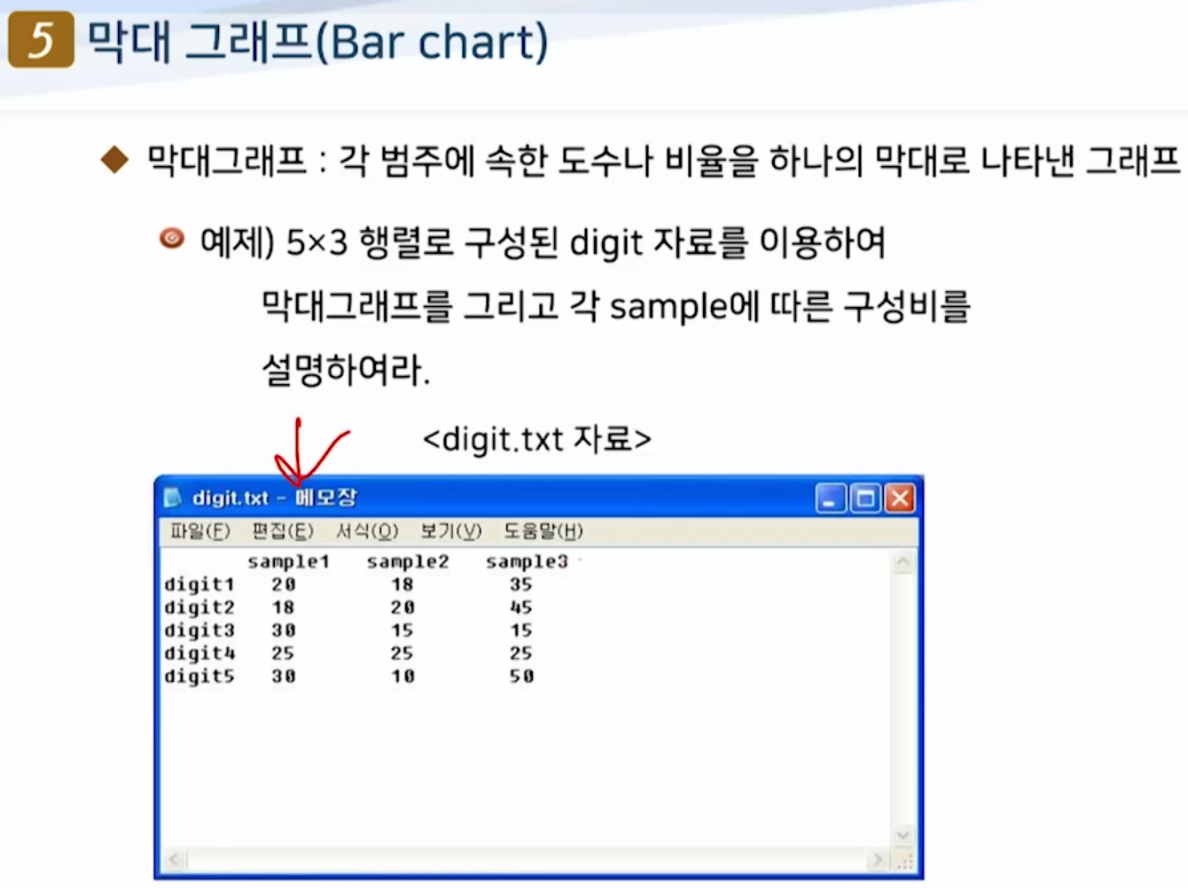 5 막대 그래프(Bar chart)
막대그래프 : 각 범주에 속한 도수나 비율을 하나의 막대로 나타낸 그래프
예제) 5×3 행렬로 구성된 digit 자료를 이용하여
막대그래프를 그리고 각 sample에 따른 구성비를
설명하여라.
<digit.txt 자료>
digit.txt - 메모장
파일(F) 편집(E) 서식(O) 보기(V) 도움말(H)
sample1 sample2 sample3
digit1 20 18 35
digit2 18 20 45
digit3 30 15 15
digit4 25 25 25
digit5 30 10 50